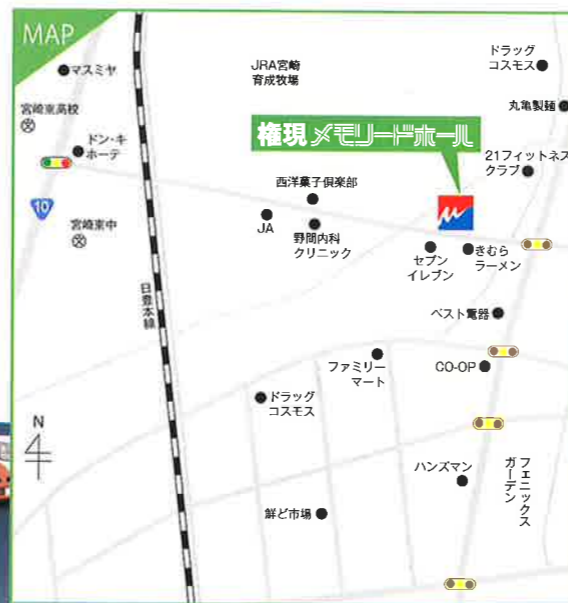 MAP
マスミヤ
JRA宮崎
育成牧場
ドラッグ
コスモス
宮崎東高校
丸亀製麺
ドン・キ
ホーテ
権現メモリードホール
21フィットネス
クラブ
西洋菓子倶楽部
10
宮崎東中
JA
野間内科
クリニック
セブン
イレブン
きむら
ラーメン
日豊本線
ベスト電器
ファミリー
マート
CO-OP
ドラッグ
コスモス
N
ハンズマン
フェニックス
ガーデン
鮮ど市場